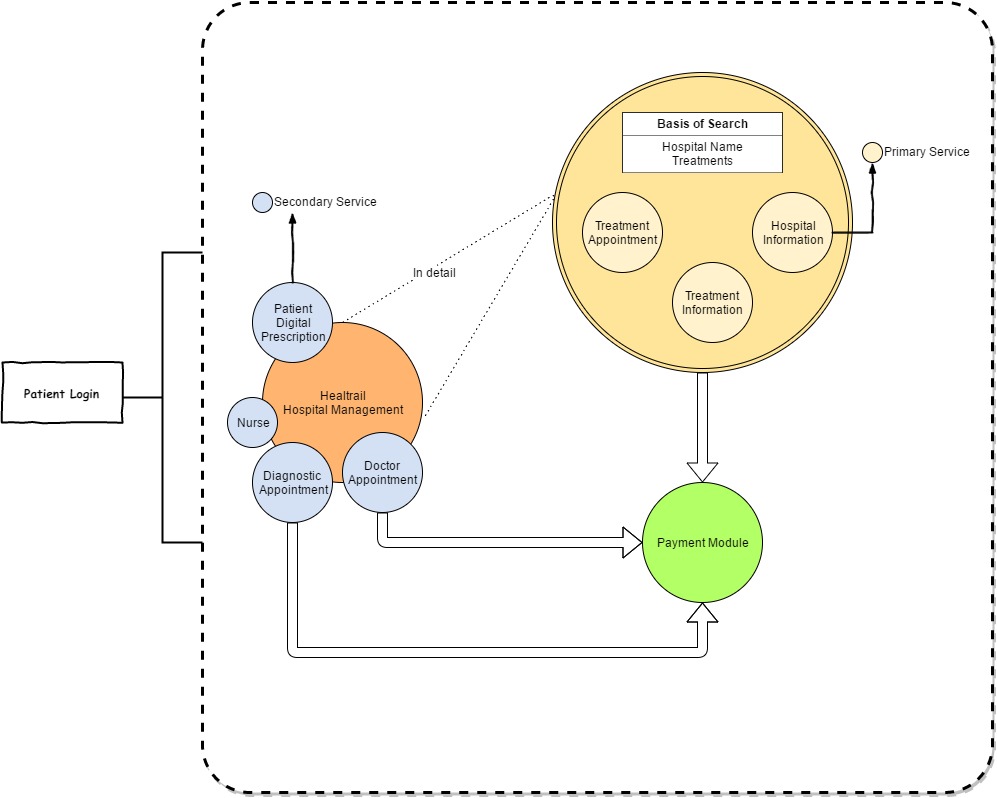 Basis of Search
Hospital Name
Treatments
Primary Service
Secondary Service
Treatment
Appointment
Hospital
Information
In detail
Treatment
Information
Patient
Digital
Prescription
Patient Login
Healtrail
Hospital Management
Nurse
Diagnostic
Appointment
Doctor
Appointment
Payment Module